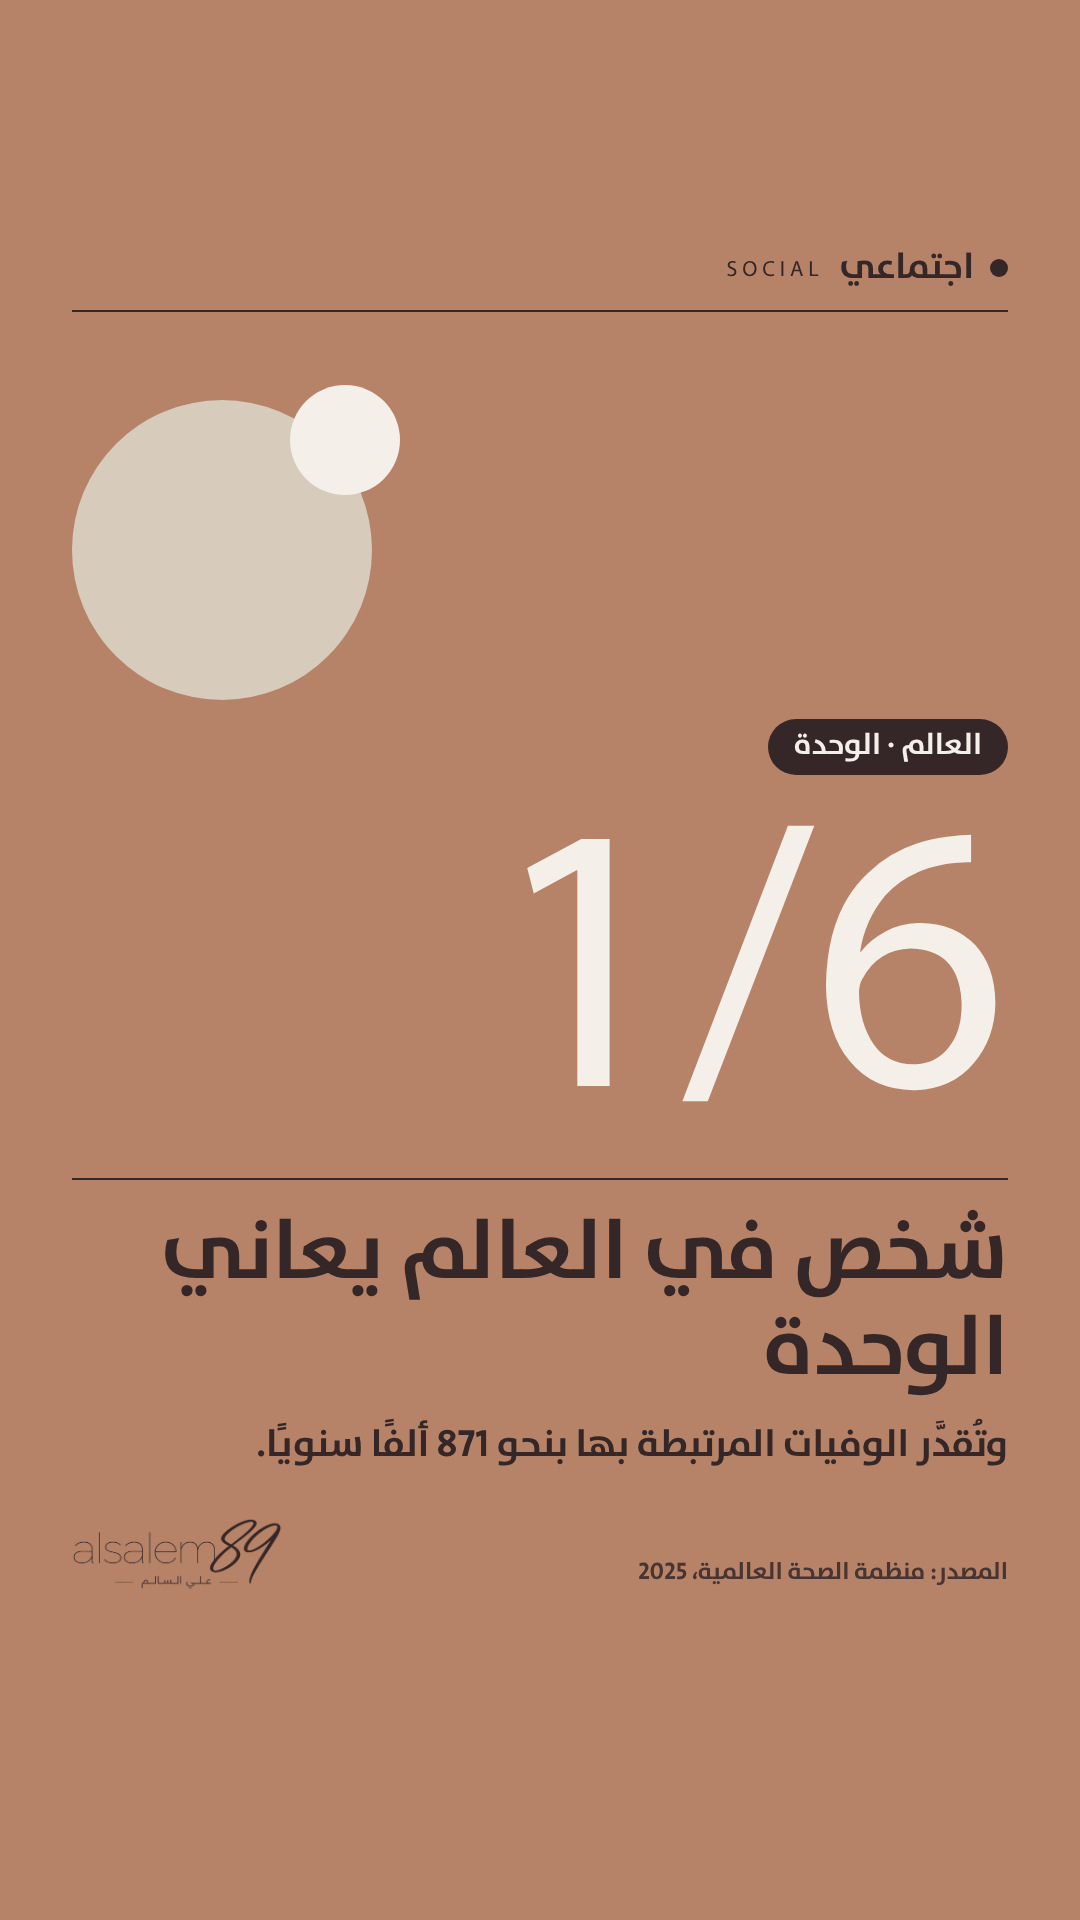 اجتماعي SOCIAL
العالم · الوحدة
1/6
شخص في العالم يعاني
الوحدة
وتُقدَّر الوفيات المرتبطة بها بنحو 871 ألفًا سنويًا.
المصدر: منظمة الصحة العالمية، 2025
alsalem89
علي السالم